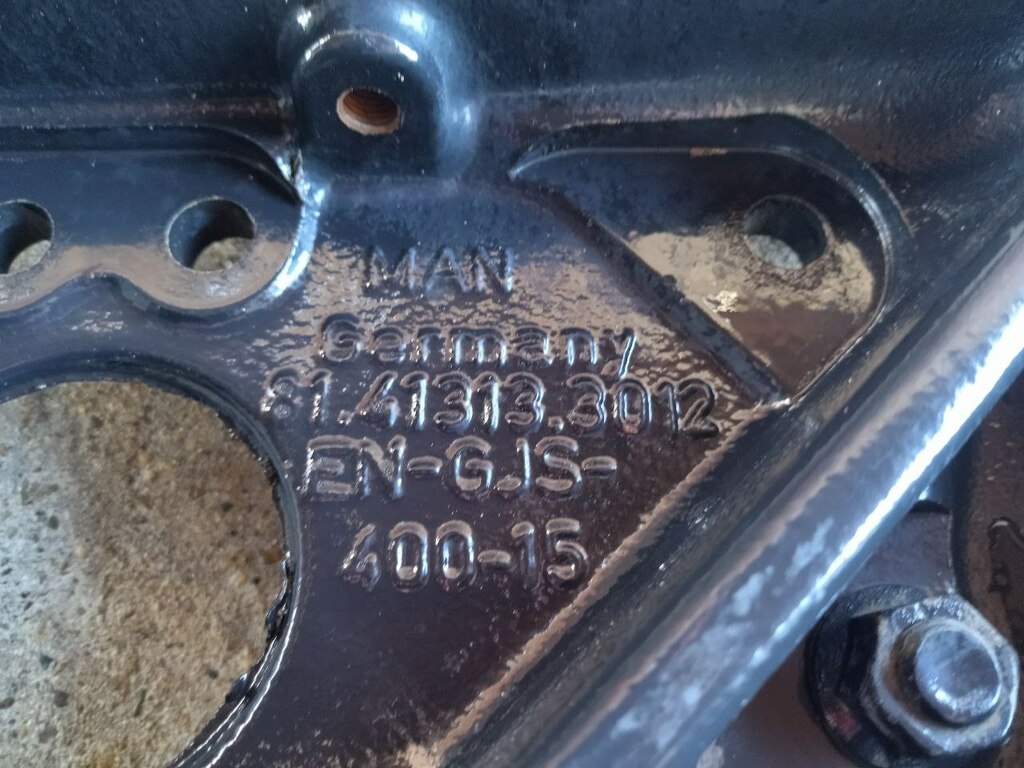 MAN
Germany
81.41313.3012
EN-GJS-
400-15